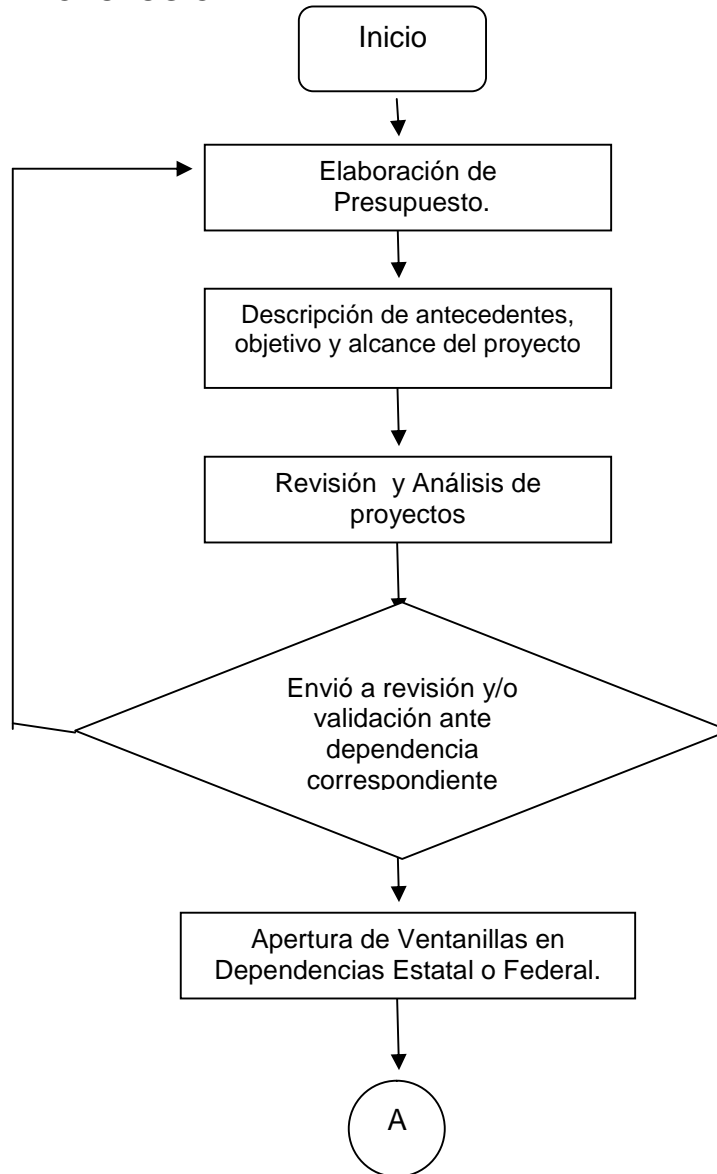 Inicio
Elaboración de
Presupuesto.
Descripción de antecedentes,
objetivo y alcance del proyecto
Revisión y Análisis de
proyectos
Envió a revisión y/o
validación ante
dependencia
correspondiente
Apertura de Ventanillas en
Dependencias Estatal o Federal.
A